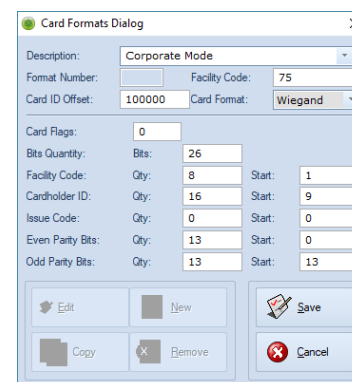 Card Formats Dialog
Description: Corporate Mode
Format Number: Facility Code: 75
Card ID Offset: 100000 Card Format: Wiegand
Card Flags: 0
Bits Quantity: Bits: 26
Facility Code: Qty: 8 Start: 1
Cardholder ID: Qty: 16 Start: 9
Issue Code: Qty: 0 Start: 0
Even Parity Bits: Qty: 13 Start: 0
Odd Parity Bits: Qty: 13 Start: 13
Edit New Save
Copy Remove Cancel